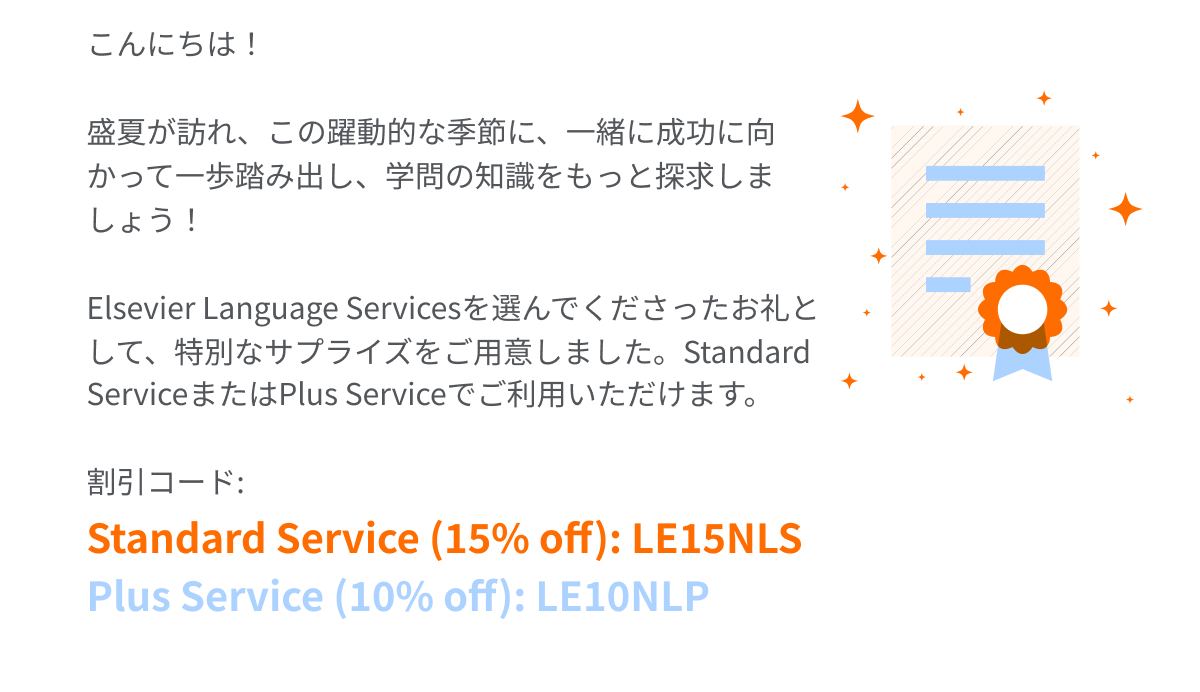 こんにちは！
盛夏が訪れ、この躍動的な季節に、一緒に成功に向
かって一歩踏み出し、学問の知識をもっと探求しま
しょう！
Elsevier Language Servicesを選んでくださったお礼と
して、特別なサプライズをご用意しました。Standard
ServiceまたはPlus Serviceでご利用いただけます。
割引コード:
Standard Service (15% off): LE15NLS
Plus Service (10% off): LE10NLP